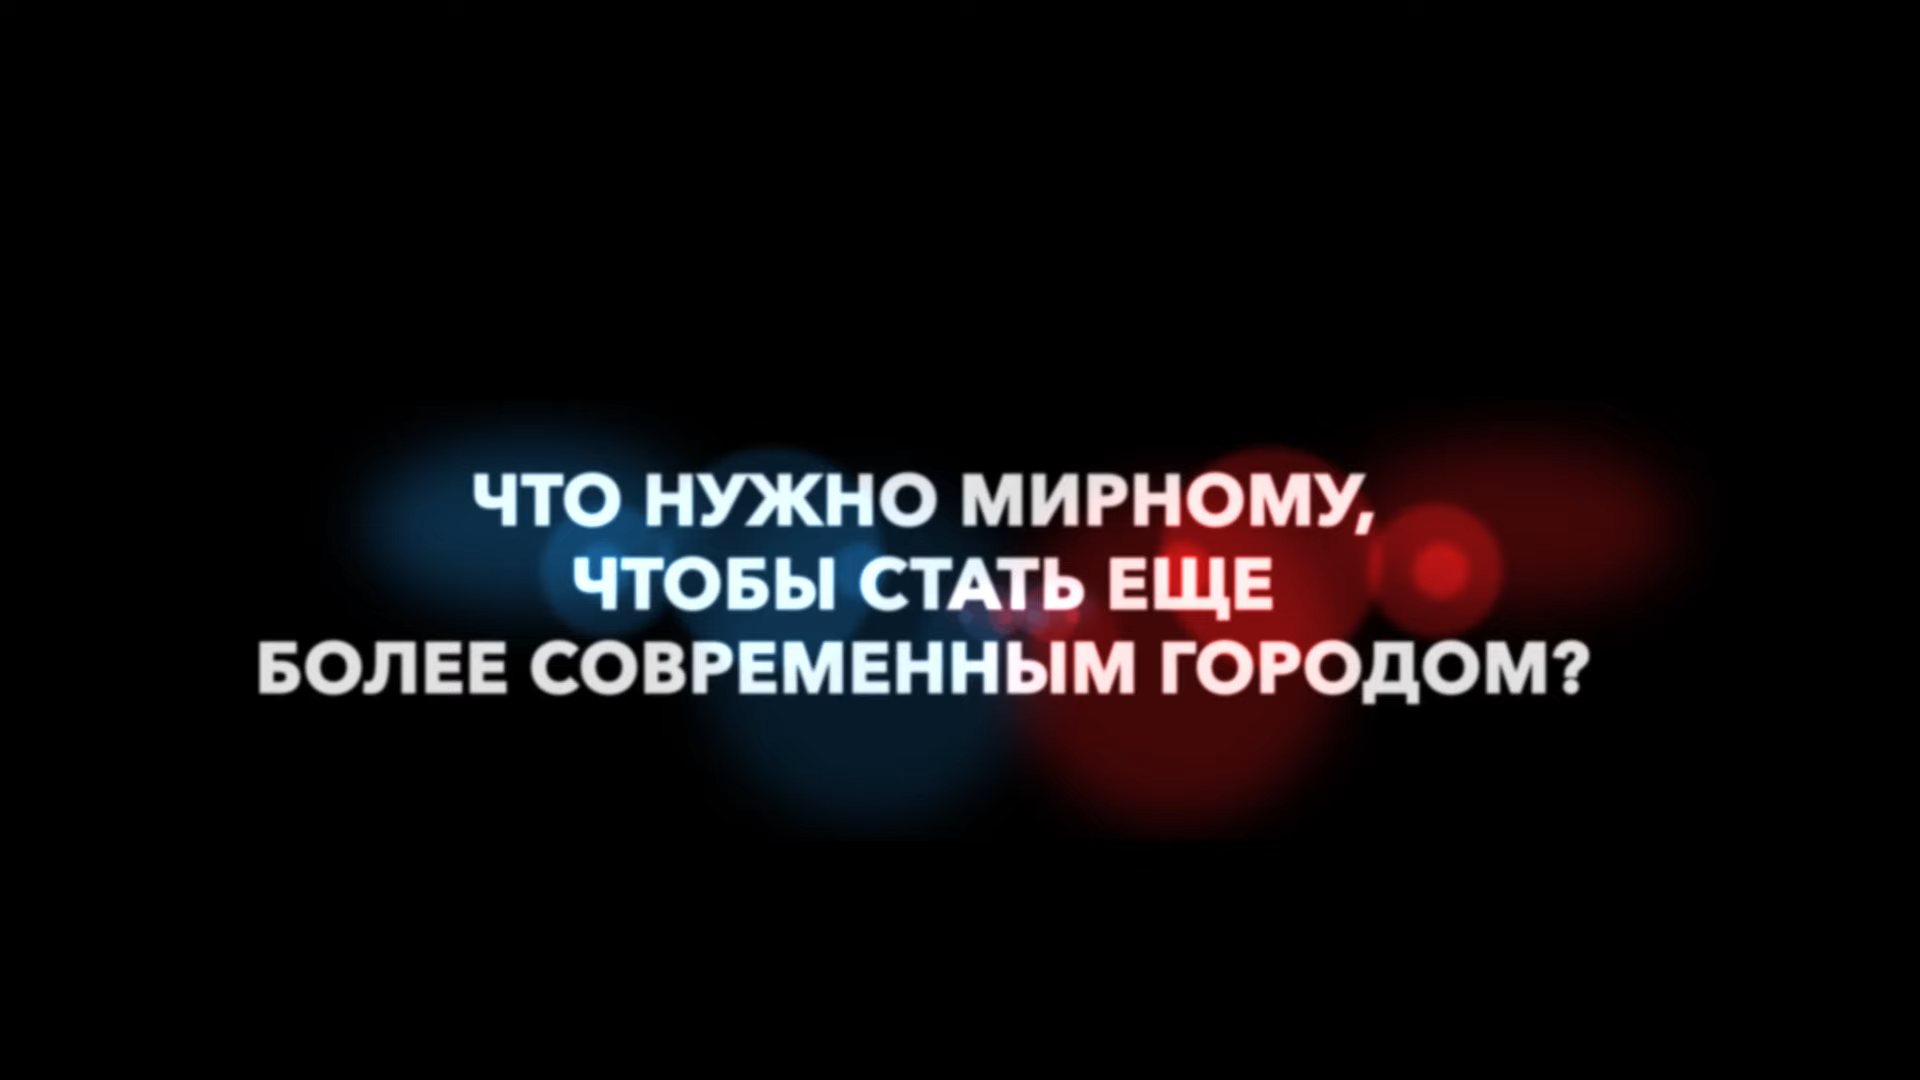 ЧТО НУЖНО МИРНОМУ,
ЧТОБЫ СТАТЬ ЕЩЕ
БОЛЕЕ СОВРЕМЕННЫМ ГОРОДОМ?